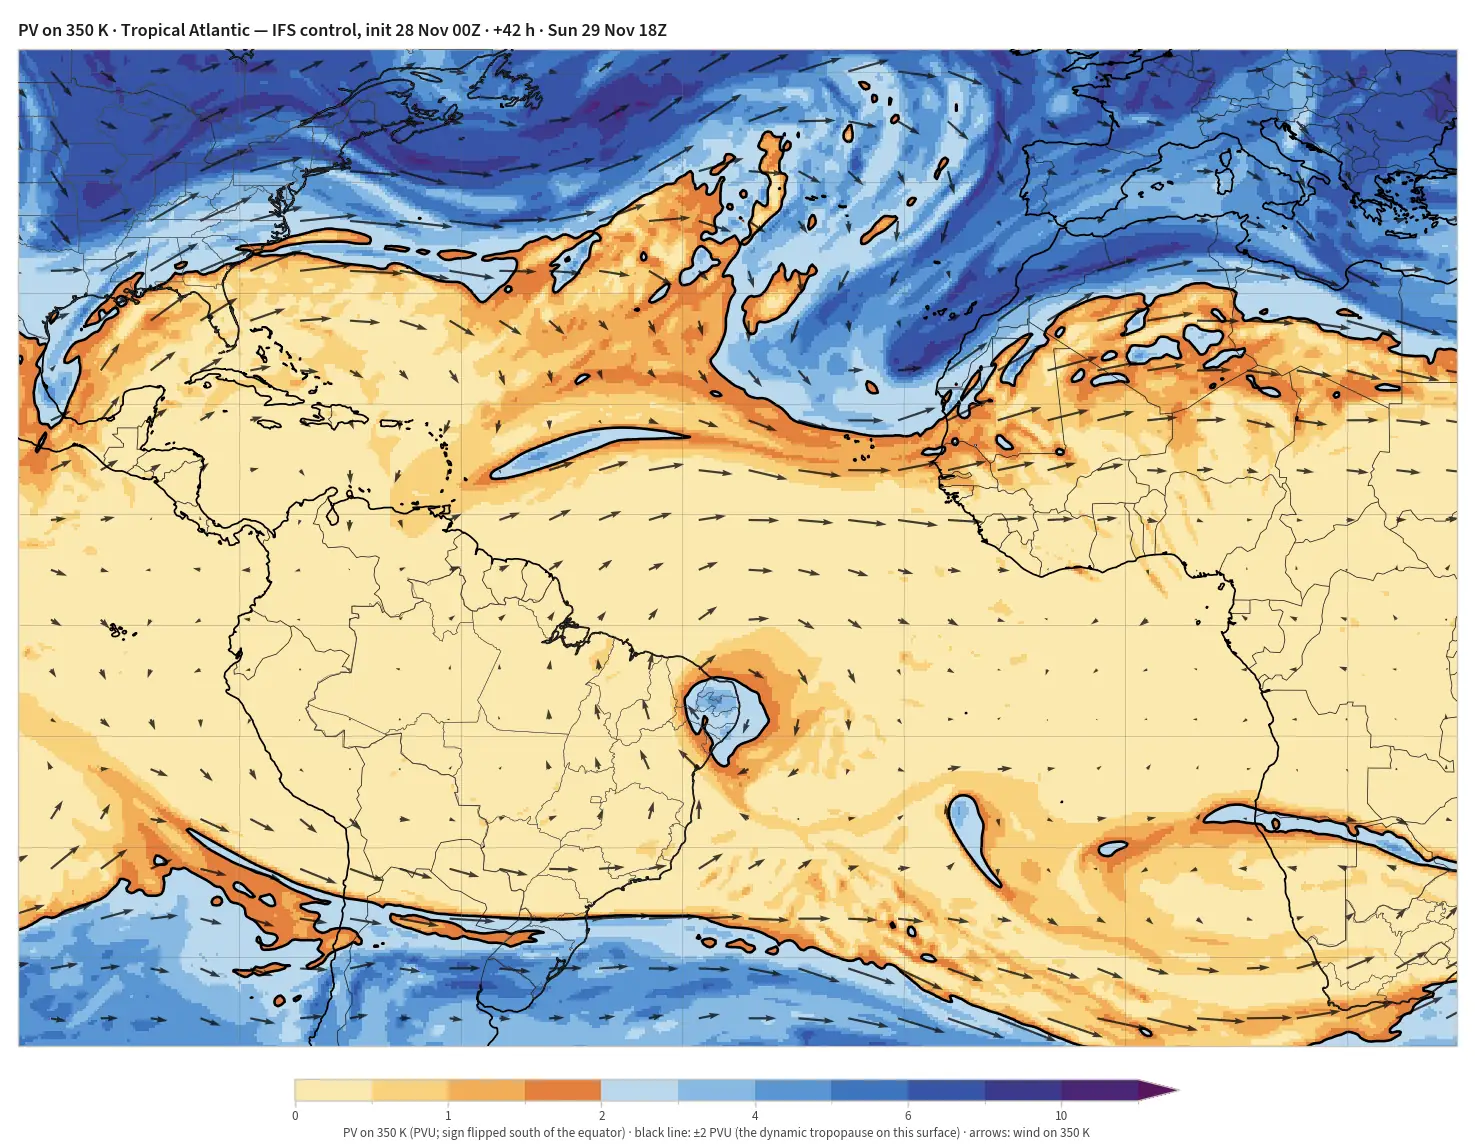 PV on 350 K · Tropical Atlantic — IFS control, init 28 Nov 00Z · +42 h · Sun 29 Nov 18Z
0 1 2 4 6 10
PV on 350 K (PVU; sign flipped south of the equator) · black line: ±2 PVU (the dynamic tropopause on this surface) · arrows: wind on 350 K